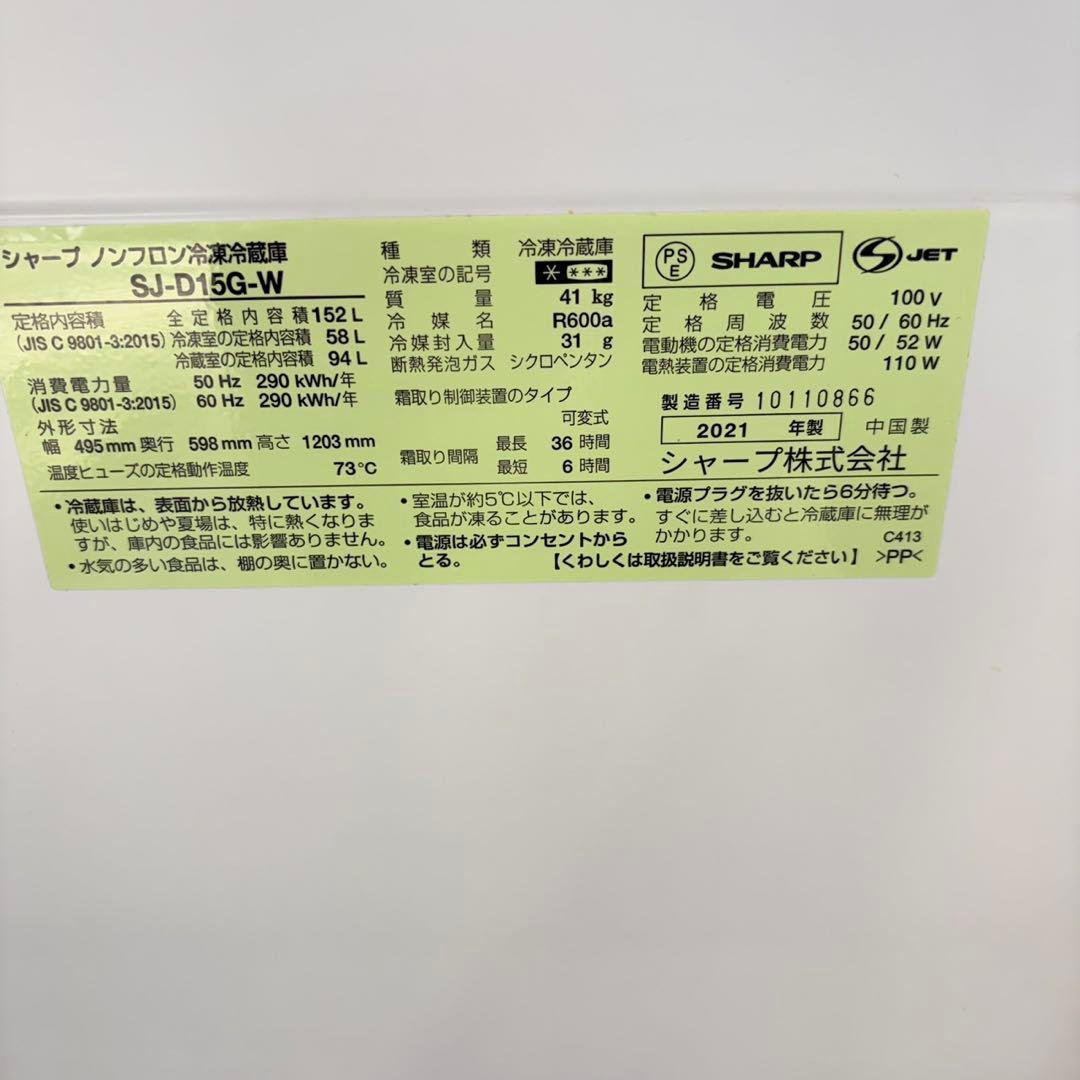 シャープ ノンフロン冷凍冷蔵庫
SJ-D15G-W
定格内容積 全定格内容積 152 L
(JIS C 9801-3:2015) 冷凍室の定格内容積 58 L
冷蔵室の定格内容積 94 L
消費電力量 50 Hz 290 kWh/年
(JIS C 9801-3:2015) 60 Hz 290 kWh/年
外形寸法
幅 495 mm 奥行 598 mm 高さ 1203 mm
温度ヒューズの定格動作温度 73℃
種類 冷凍冷蔵庫
冷凍室の記号 * ***
質量 41 kg
冷媒名 R600a
冷媒封入量 31 g
断熱発泡ガス シクロペンタン
霜取り制御装置のタイプ
可変式
霜取り間隔 最長 36 時間
最短 6 時間
PSE SHARP JET
定格電圧 100 V
定格周波数 50 / 60 Hz
電動機の定格消費電力 50 / 52 W
電熱装置の定格消費電力 110 W
製造番号 10110866
2021 年製 中国製
シャープ株式会社
・冷蔵庫は、表面から放熱しています。
使いはじめや夏場は、特に熱くなりま
すが、庫内の食品には影響ありません。
・水気の多い食品は、棚の奥に置かない。
・室温が約5℃以下では、
食品が凍ることがあります。
・電源は必ずコンセントから
とる。
・電源プラグを抜いたら6分待つ。
すぐに差し込むと冷蔵庫に無理が
かかります。 C413
【くわしくは取扱説明書をご覧ください】 >PP<